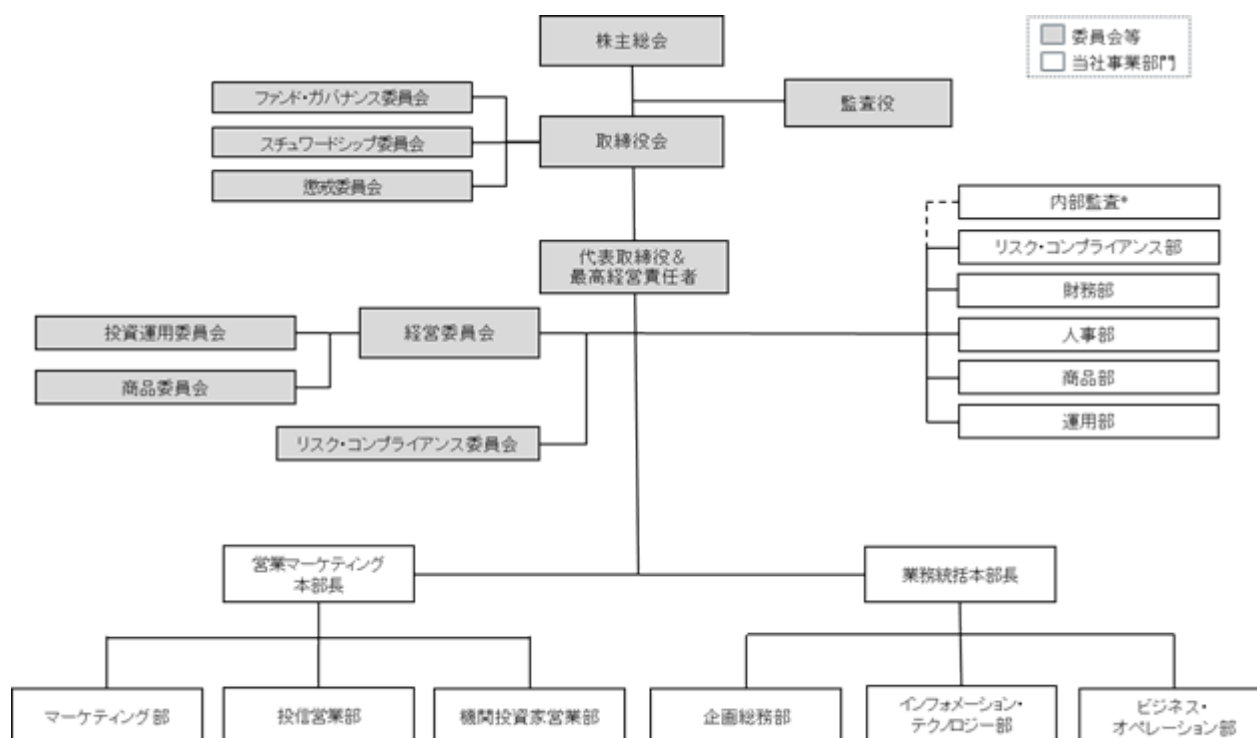 株主総会
委員会等
当社事業部門
ファンド・ガバナンス委員会
監査役
スチュワードシップ委員会
取締役会
懲戒委員会
内部監査*
リスク・コンプライアンス部
代表取締役&
最高経営責任者
財務部
投資運用委員会
経営委員会
人事部
商品委員会
商品部
運用部
リスク・コンプライアンス委員会
営業マーケティング
本部長
業務統括本部長
マーケティング部
投信営業部
機関投資家営業部
企画総務部
インフォメーション・
テクノロジー部
ビジネス・
オペレーション部